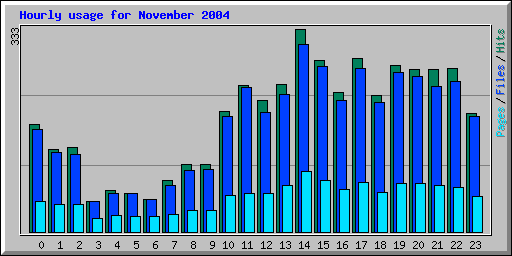 Hourly usage for November 2004
333
Pages / Files / Hits
0 1 2 3 4 5 6 7 8 9 10 11 12 13 14 15 16 17 18 19 20 21 22 23